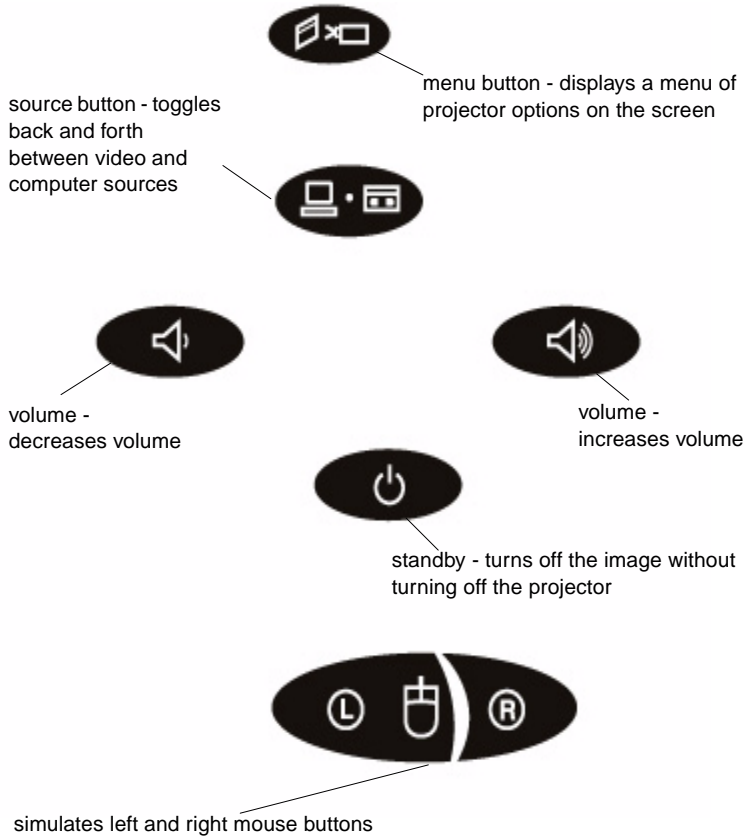 menu button - displays a menu of
projector options on the screen
source button - toggles
back and forth
between video and
computer sources
volume -
decreases volume
volume -
increases volume
standby - turns off the image without
turning off the projector
L
R
simulates left and right mouse buttons